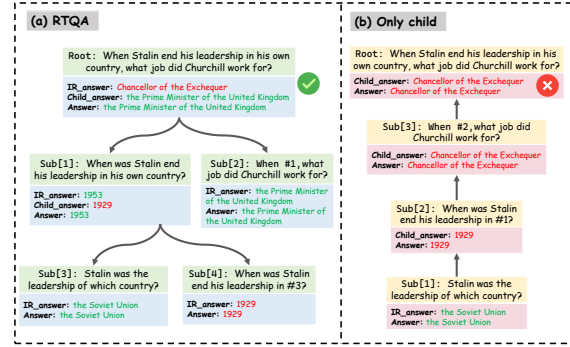 (a) RTQA
Root: When Stalin end his leadership in his own
country, what job did Churchill work for?
IR_answer: Chancellor of the Exchequer
Child_answer: the Prime Minister of the United Kingdom
Answer: the Prime Minister of the United Kingdom
Sub[1]: When was Stalin end
his leadership in his own country?
IR_answer: 1953
Child_answer: 1929
Answer: 1953
Sub[2]: When #1,what
job did Churchill work for?
IR_answer: the Prime Minister
of the United Kingdom
Answer: the Prime Minister of
the United Kingdom
Sub[3]: Stalin was the
leadership of which country?
IR_answer: the Soviet Union
Answer: the Soviet Union
Sub[4]: When was Stalin
end his leadership in #3?
IR_answer: 1929
Answer: 1929
(b) Only child
Root: When Stalin end his leadership in his
own country, what job did Churchill work for?
Child_answer: Chancellor of the Exchequer
Answer: Chancellor of the Exchequer
Sub[3]: When #2,what job did
Churchill work for?
Child_answer: Chancellor of the Exchequer
Answer: Chancellor of the Exchequer
Sub[2]: When was Stalin
end his leadership in #1?
Child_answer: 1929
Answer: 1929
Sub[1]: Stalin was the
leadership of which country?
IR_answer: the Soviet Union
Answer: the Soviet Union